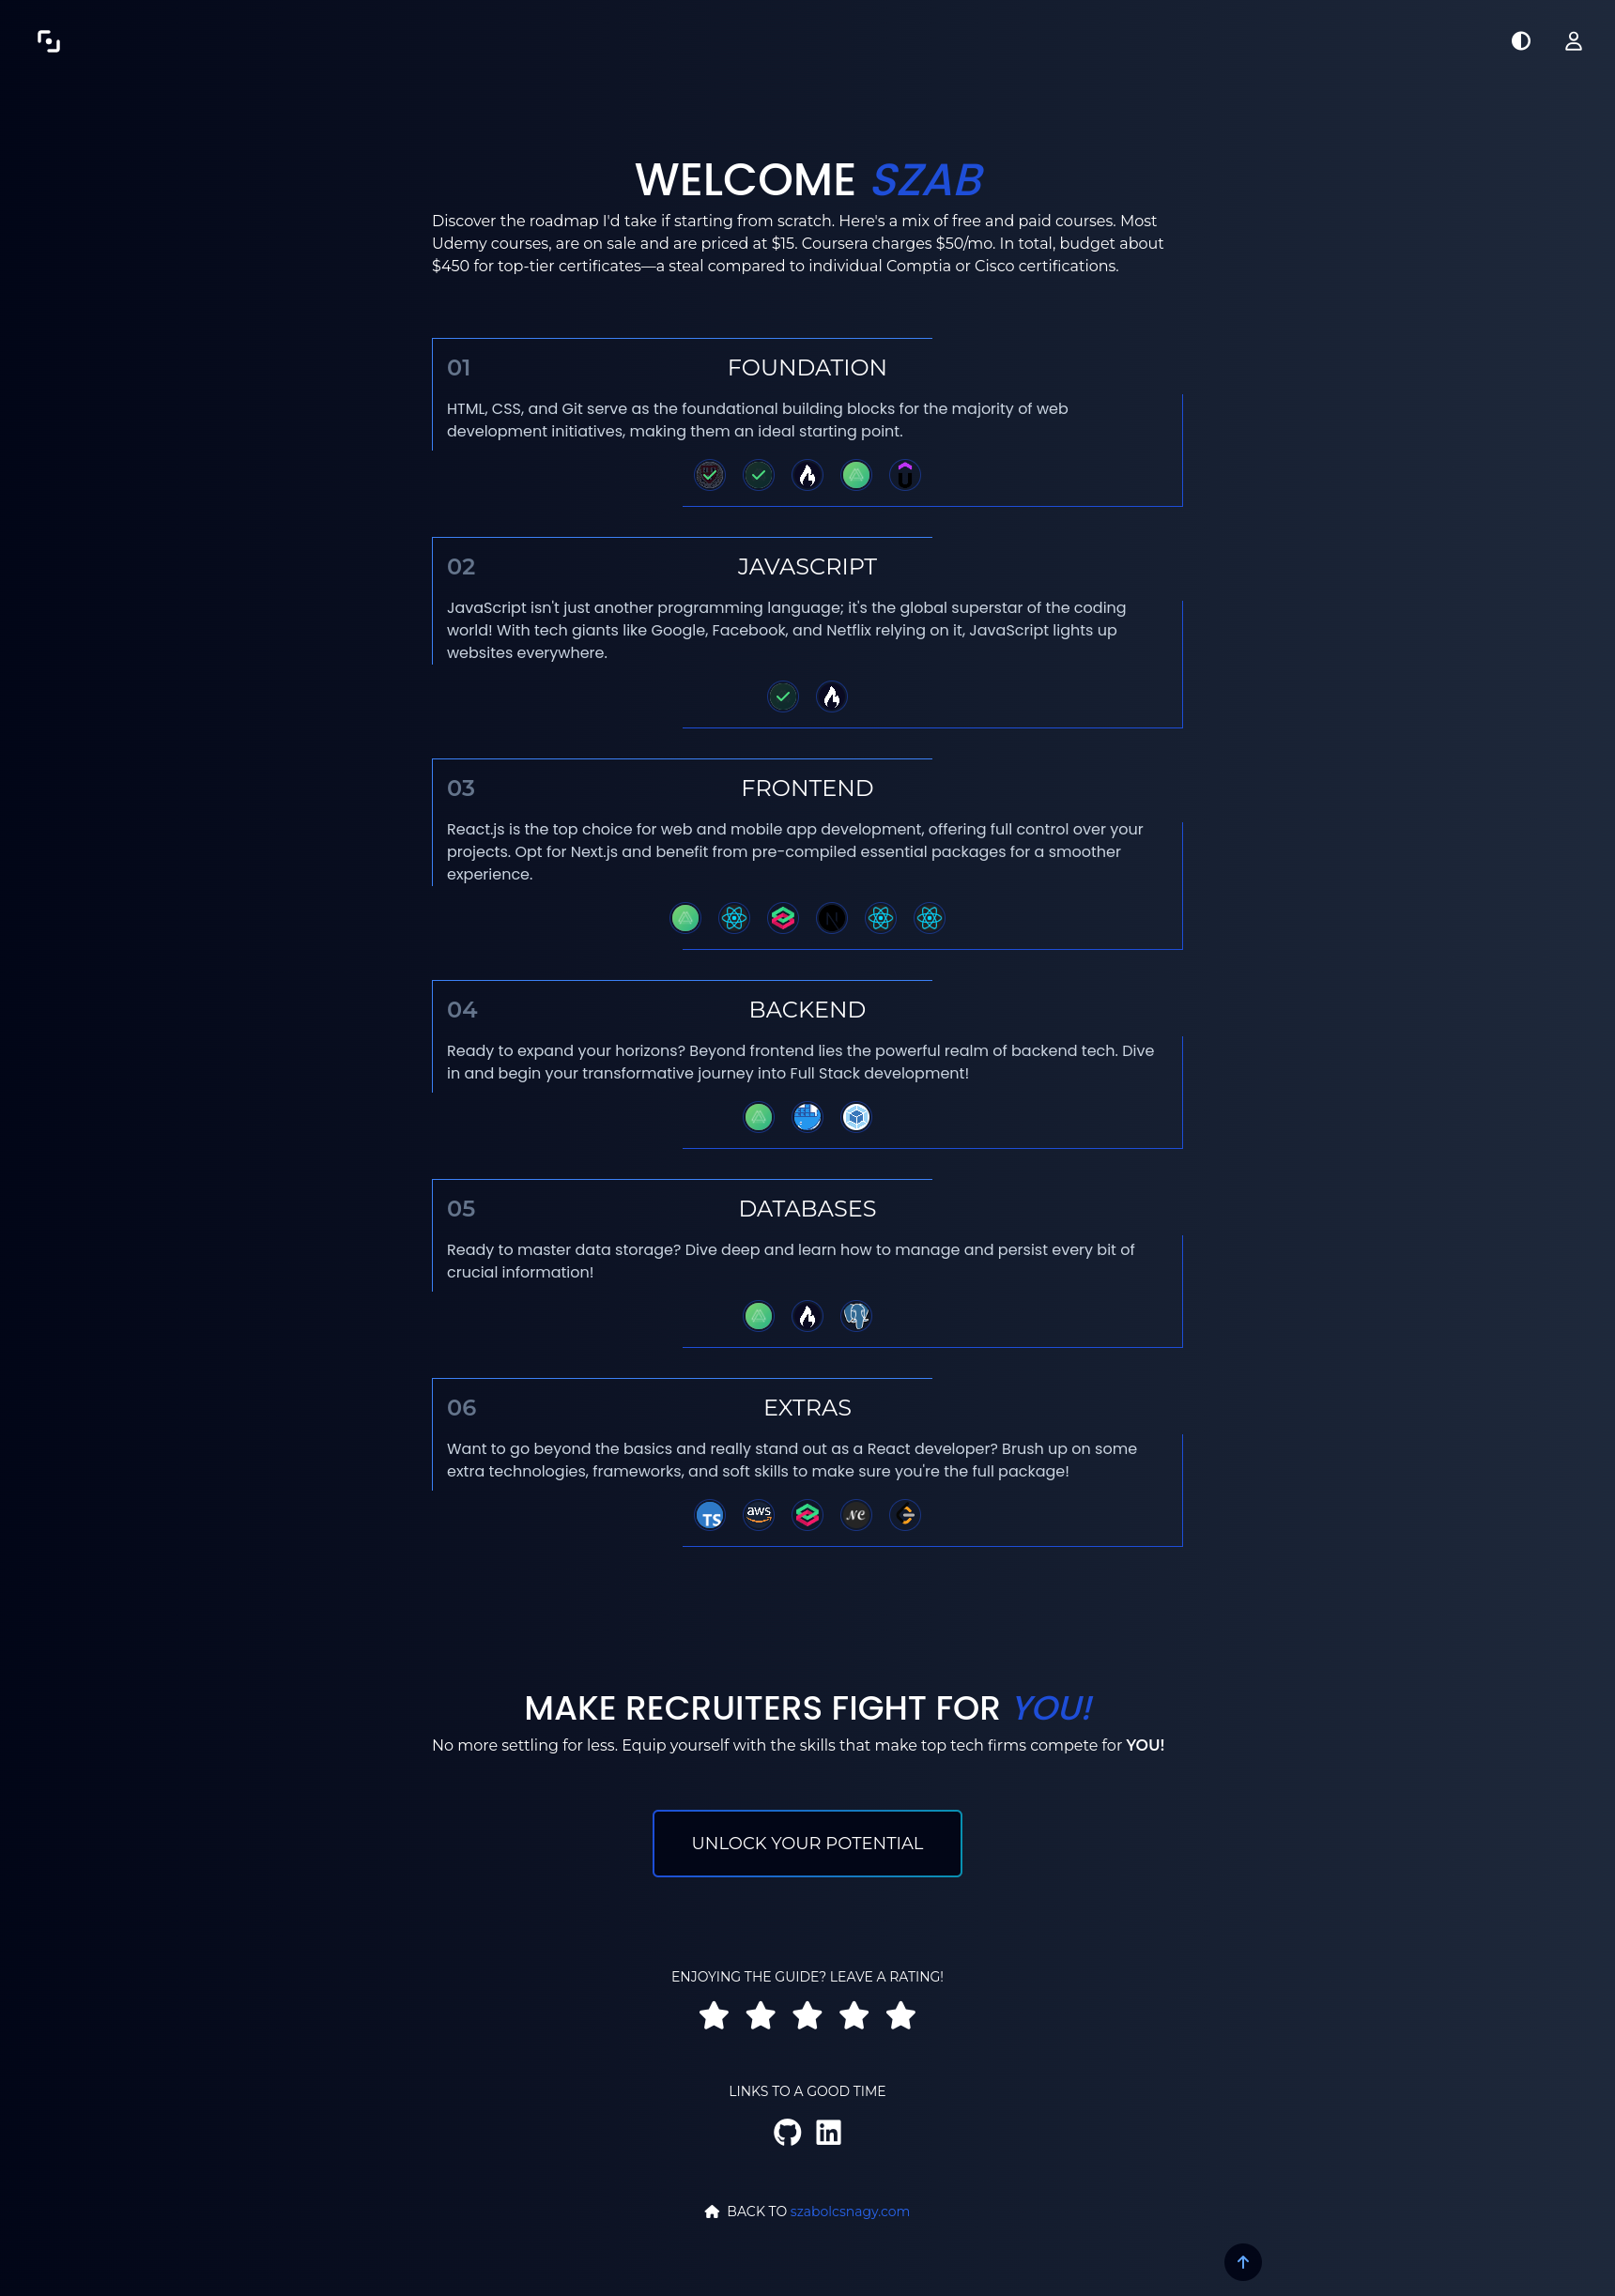 WELCOME SZAB
Discover the roadmap I'd take if starting from scratch. Here's a mix of free and paid courses. Most
Udemy courses, are on sale and are priced at $15. Coursera charges $50/mo. In total, budget about
$450 for top-tier certificates—a steal compared to individual Comptia or Cisco certifications.
01 FOUNDATION
HTML, CSS, and Git serve as the foundational building blocks for the majority of web
development initiatives, making them an ideal starting point.
02 JAVASCRIPT
JavaScript isn't just another programming language; it's the global superstar of the coding
world! With tech giants like Google, Facebook, and Netflix relying on it, JavaScript lights up
websites everywhere.
03 FRONTEND
React.js is the top choice for web and mobile app development, offering full control over your
projects. Opt for Next.js and benefit from pre-compiled essential packages for a smoother
experience.
N
04 BACKEND
Ready to expand your horizons? Beyond frontend lies the powerful realm of backend tech. Dive
in and begin your transformative journey into Full Stack development!
05 DATABASES
Ready to master data storage? Dive deep and learn how to manage and persist every bit of
crucial information!
06 EXTRAS
Want to go beyond the basics and really stand out as a React developer? Brush up on some
extra technologies, frameworks, and soft skills to make sure you're the full package!
TS aws NC
MAKE RECRUITERS FIGHT FOR YOU!
No more settling for less. Equip yourself with the skills that make top tech firms compete for YOU!
UNLOCK YOUR POTENTIAL
ENJOYING THE GUIDE? LEAVE A RATING!
LINKS TO A GOOD TIME
in
BACK TO szabolcsnagy.com